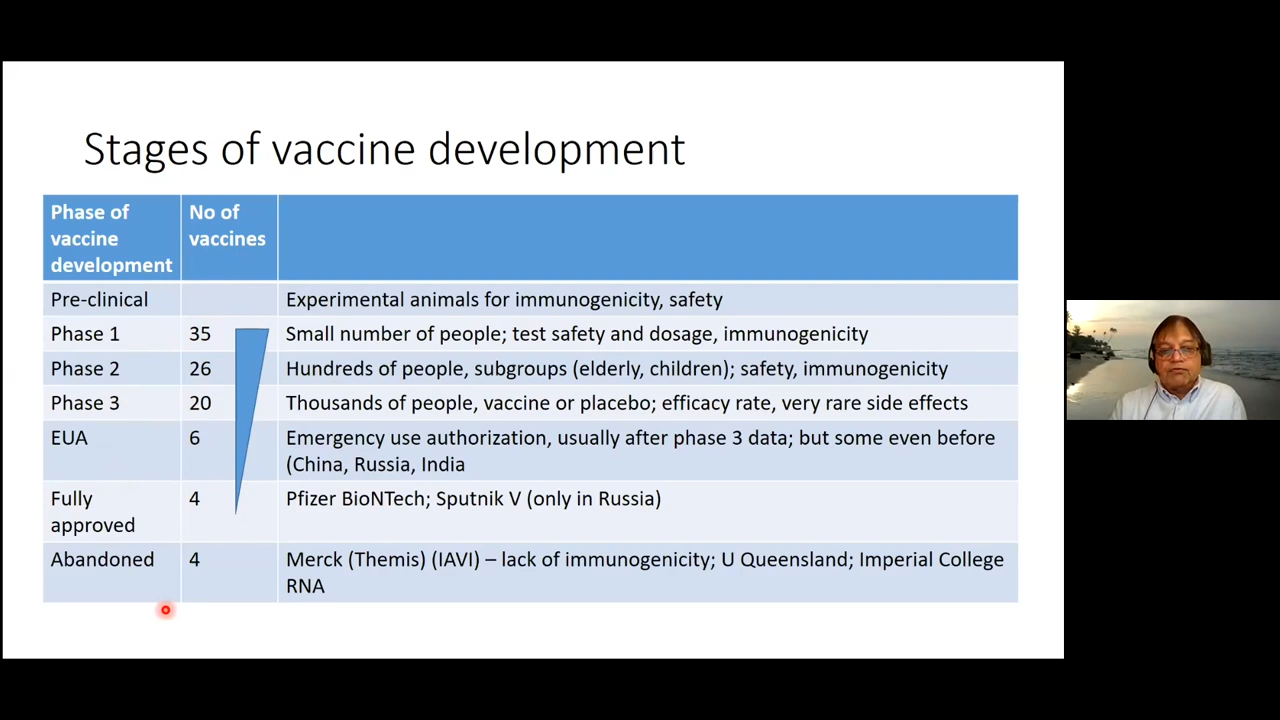 Stages of vaccine development
Phase of
vaccine
development
No of
vaccines
Pre-clinical
Experimental animals for immunogenicity, safety
Phase 1
35
Small number of people; test safety and dosage, immunogenicity
Phase 2
26
Hundreds of people, subgroups (elderly, children); safety, immunogenicity
Phase 3
20
Thousands of people, vaccine or placebo; efficacy rate, very rare side effects
EUA
6
Emergency use authorization, usually after phase 3 data; but some even before
(China, Russia, India
Fully
approved
4
Pfizer BioNTech; Sputnik V (only in Russia)
Abandoned
4
Merck (Themis) (IAVI) – lack of immunogenicity; U Queensland; Imperial College
RNA